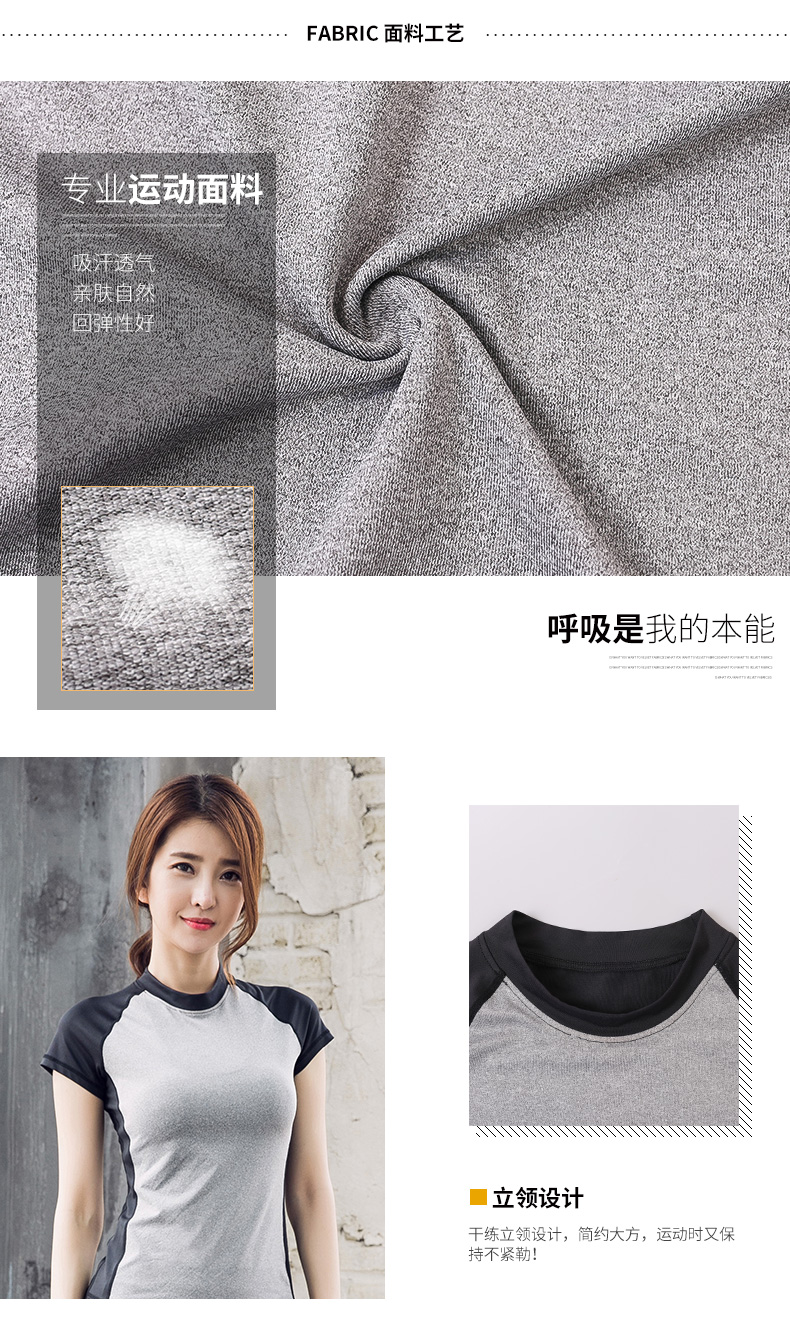 FABRIC 面料工艺
专业运动面料
吸汗透气
亲肤自然
回弹性好
呼吸是我的本能
立领设计
干练立领设计，简约大方，运动时又保
持不紧勒！